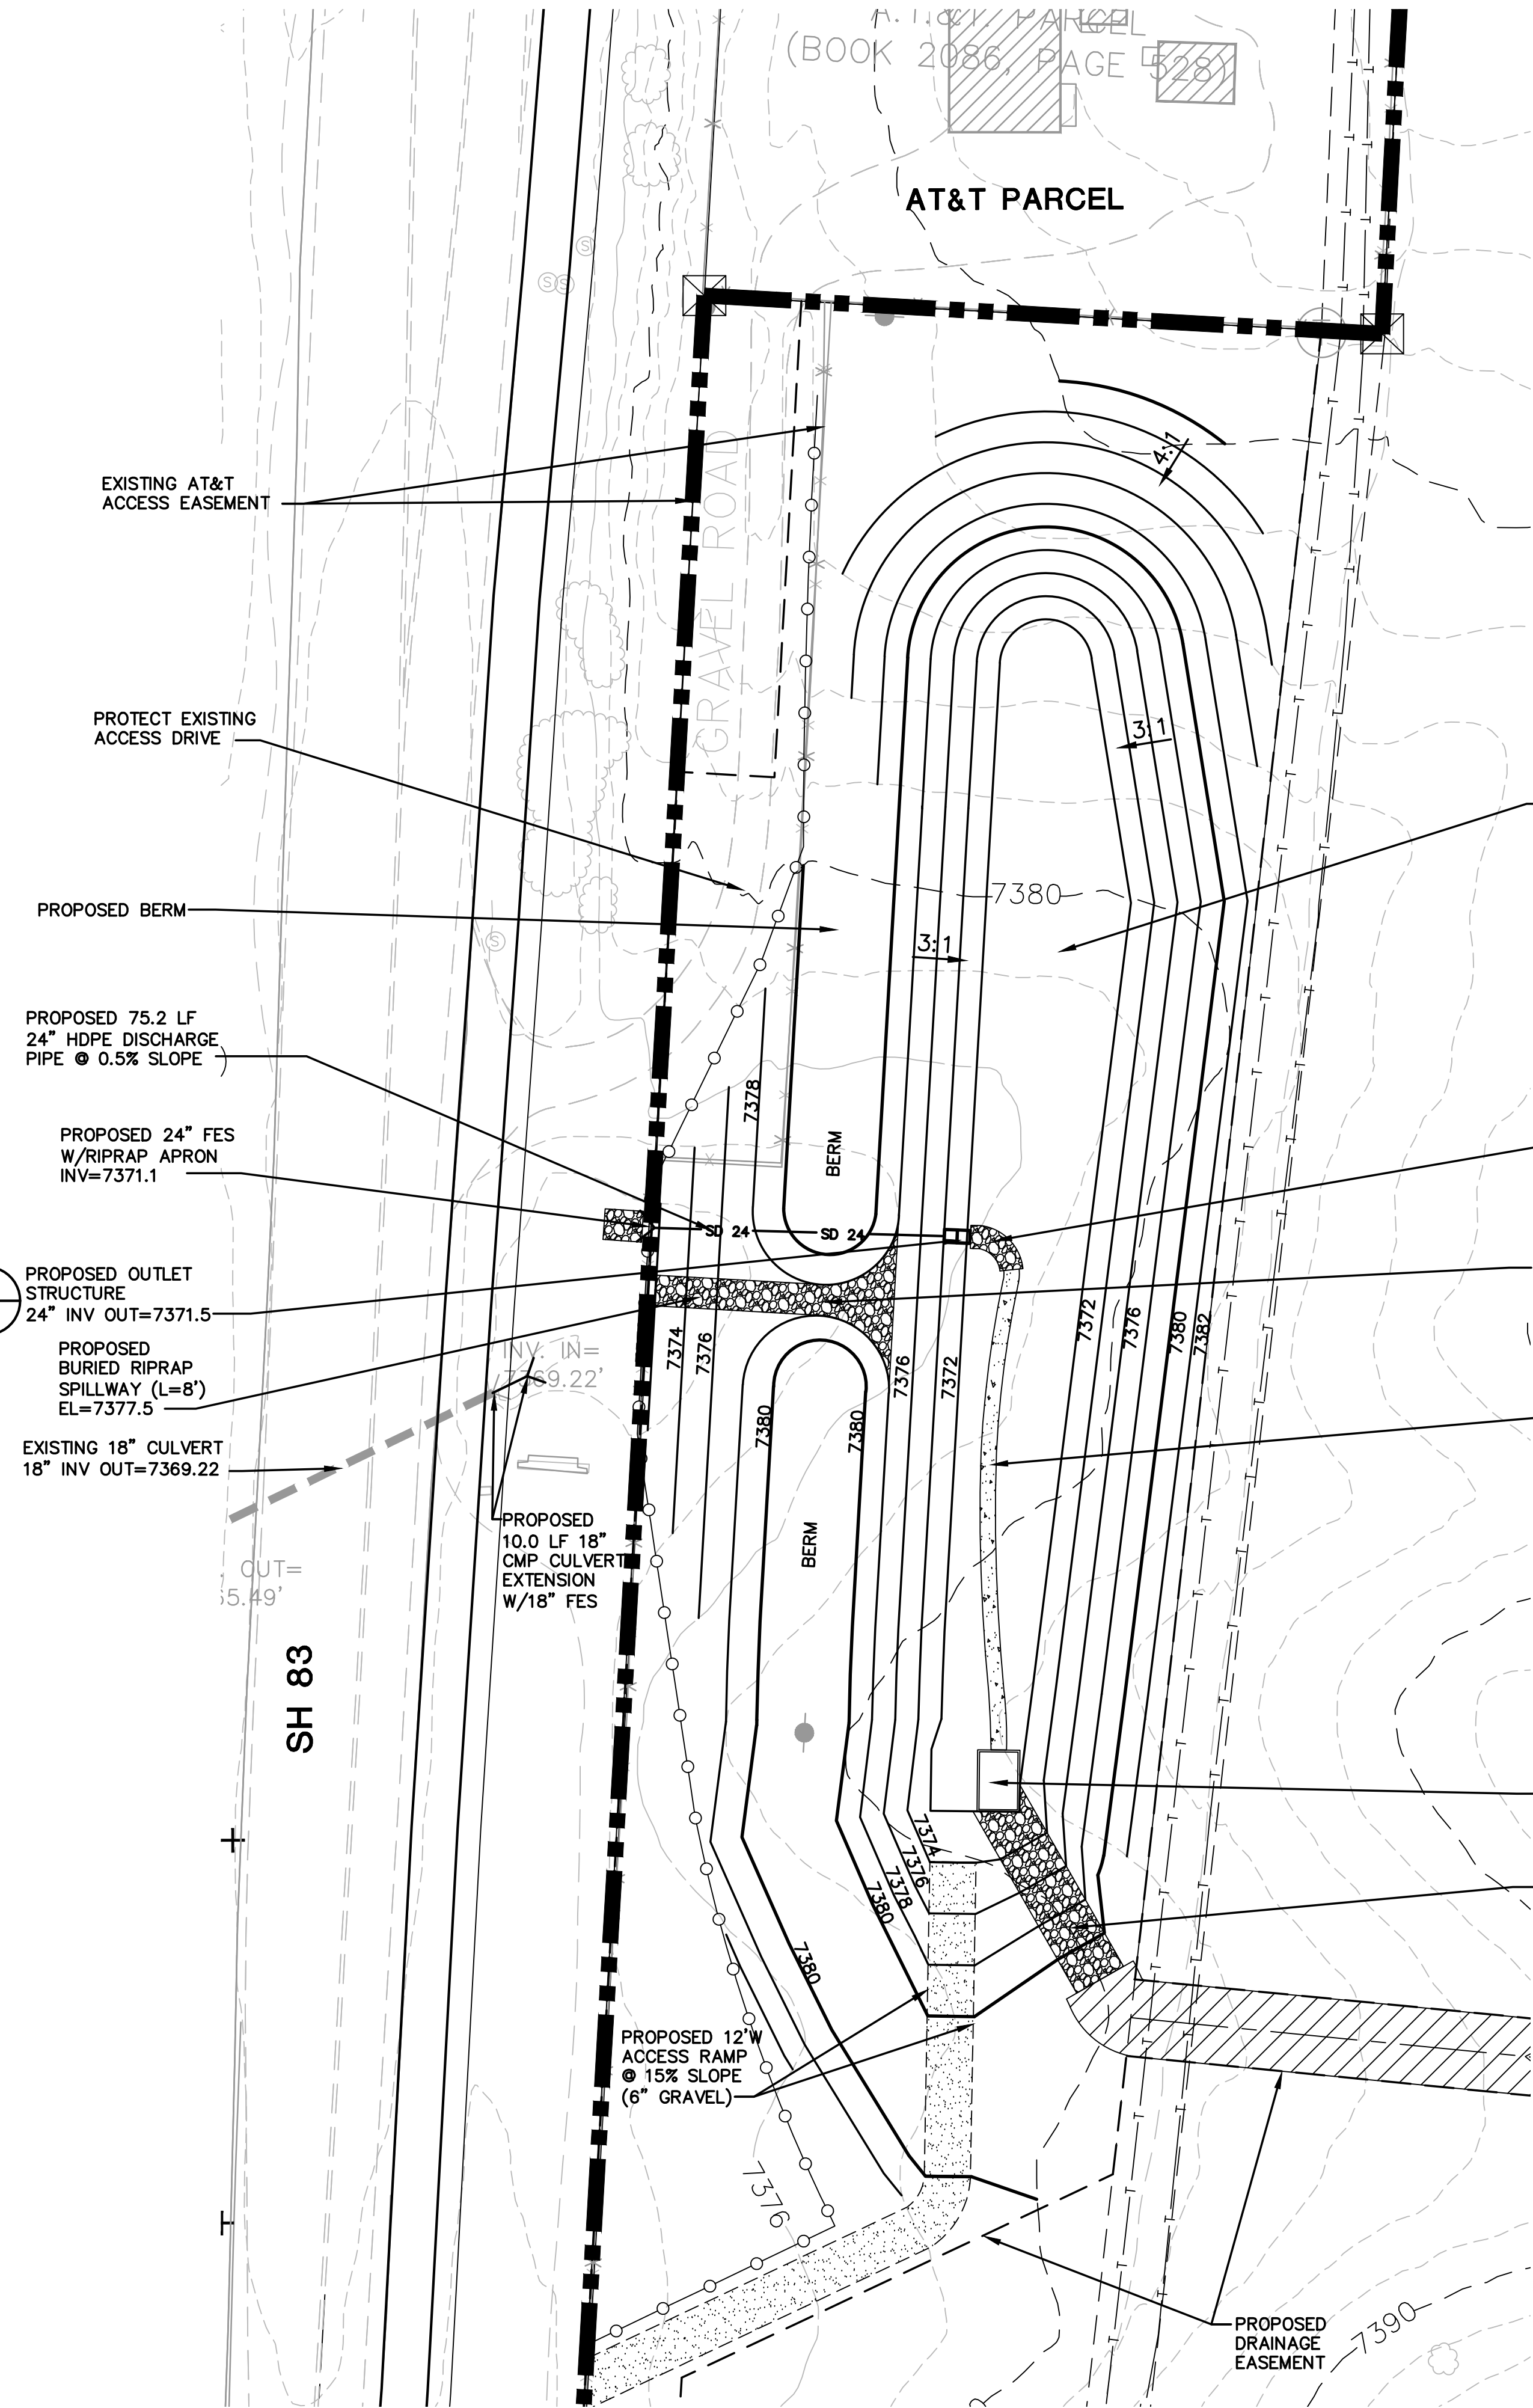 A.T.&T. PARCEL
(BOOK 2086, PAGE 528)
AT&T PARCEL
4:1
EXISTING AT&T
ACCESS EASEMENT
GRAVEL ROAD
PROTECT EXISTING
ACCESS DRIVE
3:1
7380
PROPOSED BERM
3:1
PROPOSED 75.2 LF
24" HDPE DISCHARGE
PIPE @ 0.5% SLOPE
7378
BERM
PROPOSED 24" FES
W/RIPRAP APRON
INV=7371.1
SD 24
SD 24
PROPOSED OUTLET
STRUCTURE
24" INV OUT=7371.5
7372
7376
7380
7382
PROPOSED
BURIED RIPRAP
SPILLWAY (L=8')
EL=7377.5
INV. IN=
7369.22'
7374
7376
7376
7372
7380
7380
EXISTING 18" CULVERT
18" INV OUT=7369.22
PROPOSED
10.0 LF 18"
CMP CULVERT
EXTENSION
W/18" FES
BERM
OUT=
65.49'
SH 83
7374
7376
7378
7380
7380
PROPOSED 12'W
ACCESS RAMP
@ 15% SLOPE
(6" GRAVEL)
7376
PROPOSED
DRAINAGE
EASEMENT
7390
S
S
S
S